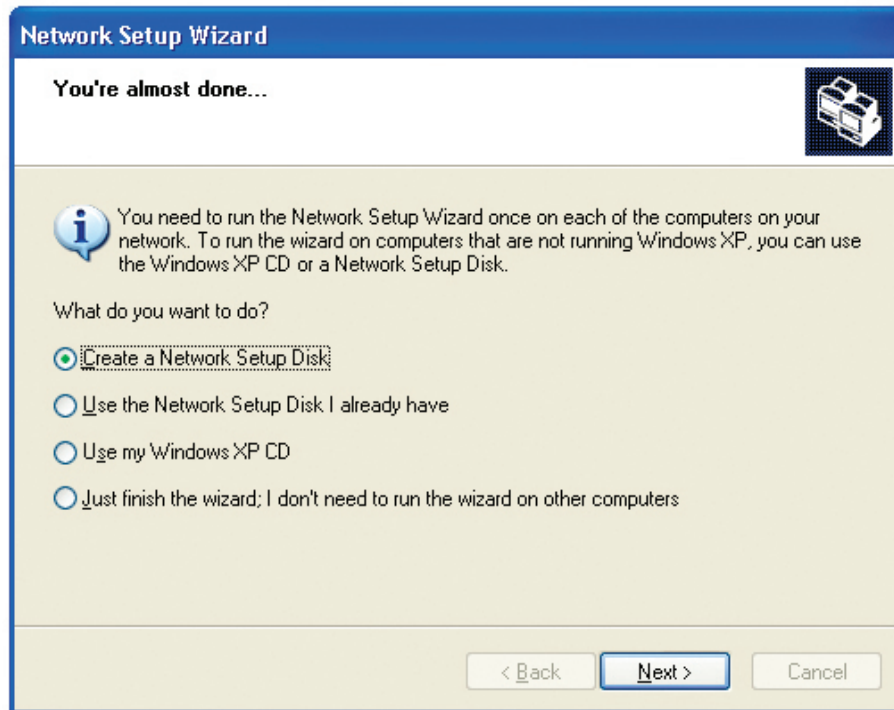 Network Setup Wizard
You're almost done...
You need to run the Network Setup Wizard once on each of the computers on your
network. To run the wizard on computers that are not running Windows XP, you can use
the Windows XP CD or a Network Setup Disk.
What do you want to do?
Create a Network Setup Disk
Use the Network Setup Disk I already have
Use my Windows XP CD
Just finish the wizard; I don't need to run the wizard on other computers
< Back Next > Cancel